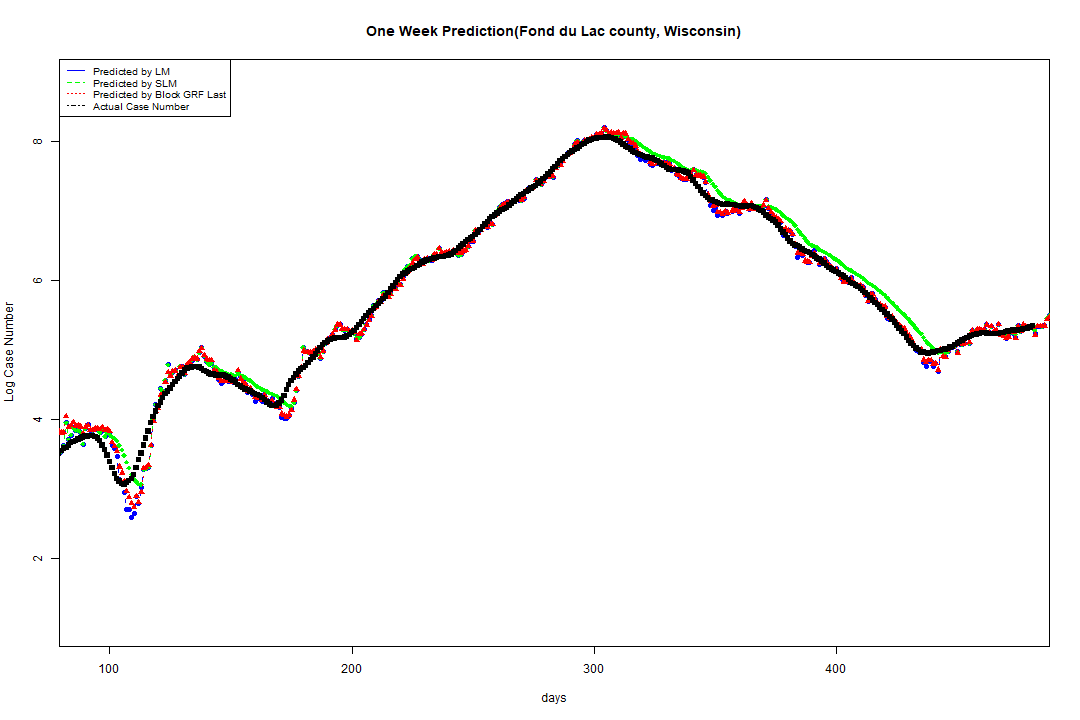 One Week Prediction(Fond du Lac county, Wisconsin)
Predicted by LM
Predicted by SLM
Predicted by Block GRF Last
Actual Case Number
8
6
4
2
Log Case Number
100
200
300
400
days